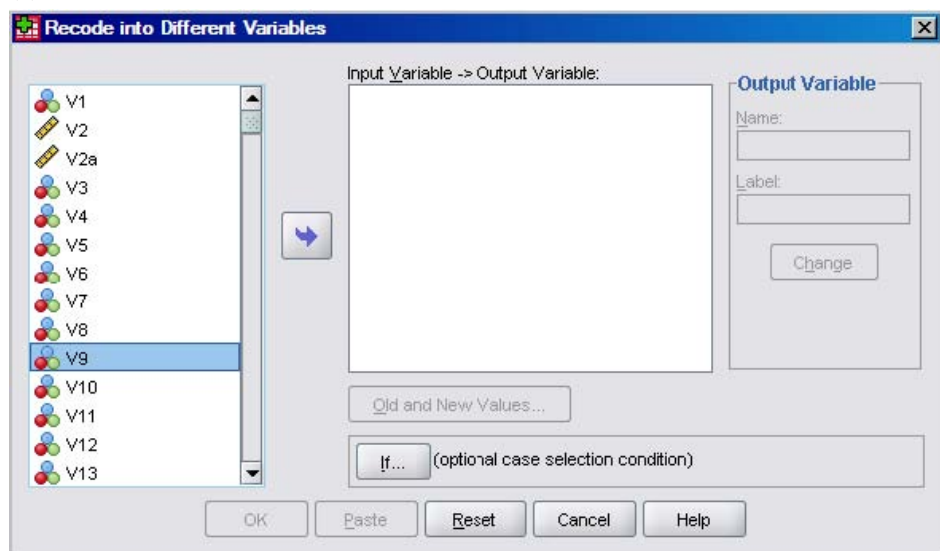 Recode into Different Variables
Input Variable -> Output Variable:
V1
V2
V2a
V3
V4
V5
V6
V7
V8
V9
V10
V11
V12
V13
Output Variable
Name:
Label:
Change
Old and New Values...
If... (optional case selection condition)
OK Paste Reset Cancel Help